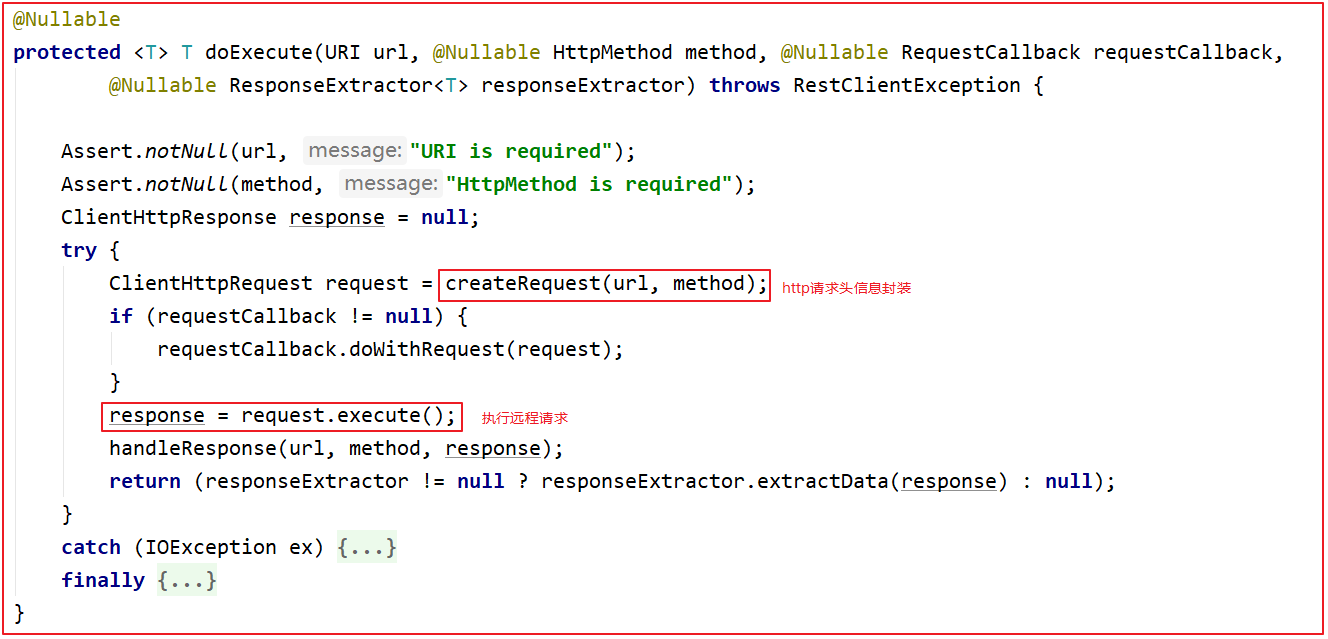 @Nullable
protected <T> T doExecute(URI url, @Nullable HttpMethod method, @Nullable RequestCallback requestCallback,
@Nullable ResponseExtractor<T> responseExtractor) throws RestClientException {
Assert.notNull(url, message: "URI is required");
Assert.notNull(method, message: "HttpMethod is required");
ClientHttpResponse response = null;
try {
ClientHttpRequest request = createRequest(url, method); http请求头信息封装
if (requestCallback != null) {
requestCallback.doWithRequest(request);
}
response = request.execute(); 执行远程请求
handleResponse(url, method, response);
return (responseExtractor != null ? responseExtractor.extractData(response) : null);
}
catch (IOException ex) {...}
finally {...}
}